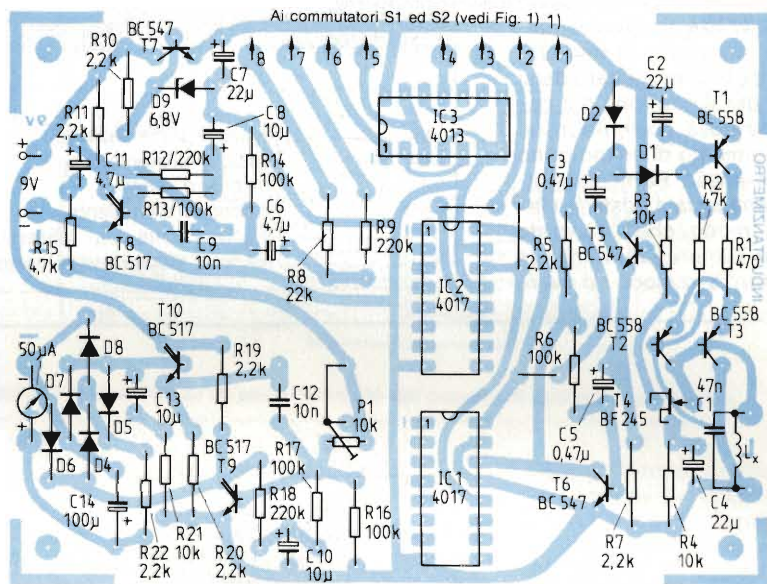 Ai commutatori S1 ed S2 (vedi Fig. 1) 1)
8 7 6 5 4 3 2 1
BC 547
T7
R10
2,2k
C7
22µ
D9
6,8V
R11
2,2k
9V
+
9V
-
C11
4,7µ
C8
10µ
R12/220k
R13/100k
R14
100k
C6
4,7µ
R15
4,7k
T8
BC 517
C9
10n
R8
22k
R9
220k
1
IC3
4013
1
IC2
4017
1
IC1
4017
D2
C2
22µ
T1
BC 558
D1
C3
0,47µ
R2
47k
R3
10k
T5
BC547
R5
2,2k
R1
470
INDUTTANZIMETRO
BC 558
T2
BC 558
T3
R6
100k
T4
BF 245
47n
C1
Lx
C5
0,47µ
T6
BC 547
C4
22µ
R7
2,2k
R4
10k
50µA
-
+
D8
D7
D5
D6
D4
T10
BC 517
R19
2,2k
C13
10µ
C12
10n
P1
10k
BC 517
T9
R17
100k
R18
220k
R16
100k
C14
100µ
R22
2,2k
R21
10k
R20
2,2k
C10
10µ